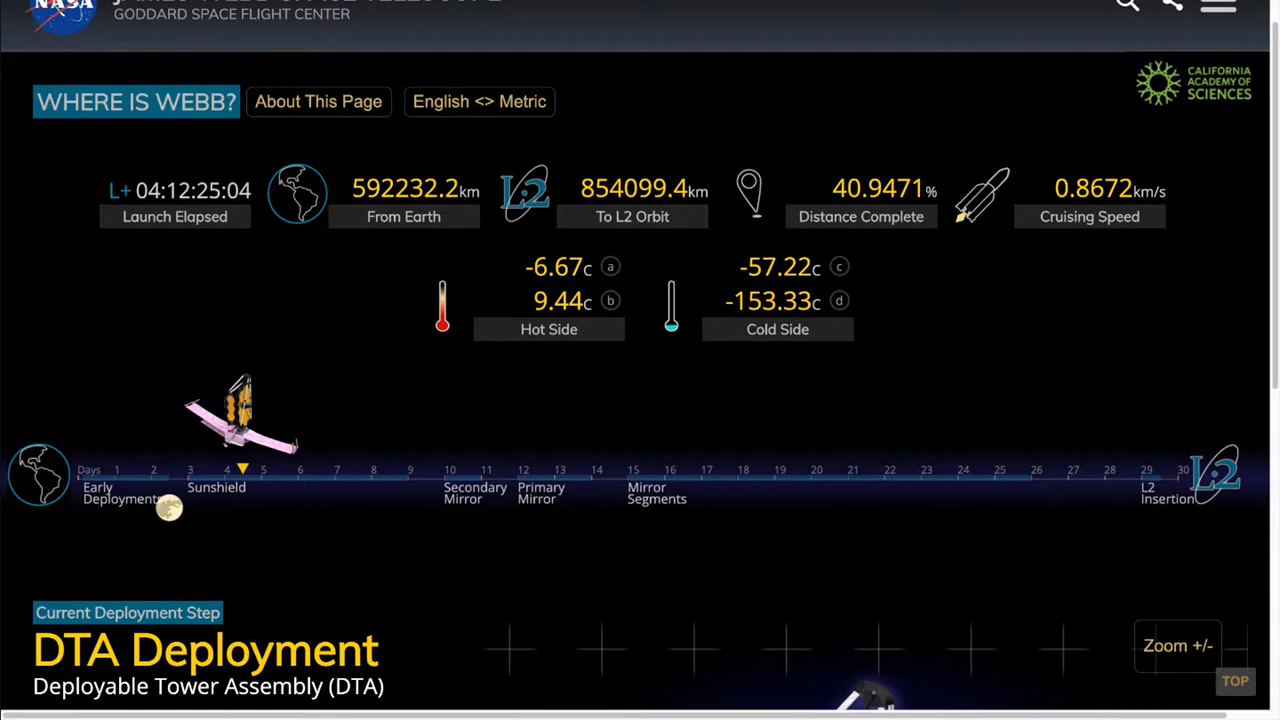 NASA
JAMES WEBB SPACE TELESCOPE
GODDARD SPACE FLIGHT CENTER
WHERE IS WEBB?
About This Page
English <> Metric
CALIFORNIA
ACADEMY OF
SCIENCES
L+ 04:12:25:04
Launch Elapsed
592232.2km
From Earth
L2
854099.4km
To L2 Orbit
40.9471%
Distance Complete
0.8672km/s
Cruising Speed
-6.67C a
9.44C b
Hot Side
-57.22C c
-153.33C d
Cold Side
Days 1 2 3 4 5 6 7 8 9 10 11 12 13 14 15 16 17 18 19 20 21 22 23 24 25 26 27 28 29 30
L2
Early
Deployments
Sunshield
Secondary
Mirror
Primary
Mirror
Mirror
Segments
L2
Insertion
Current Deployment Step
DTA Deployment
Deployable Tower Assembly (DTA)
Zoom +/-
TOP